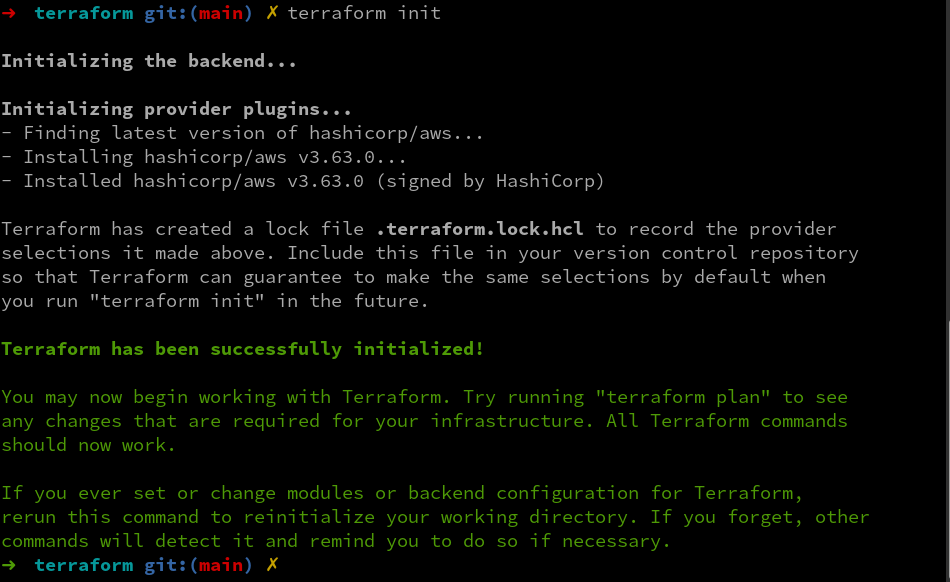 ➜  terraform git:(main) ✗ terraform init
Initializing the backend...
Initializing provider plugins...
- Finding latest version of hashicorp/aws...
- Installing hashicorp/aws v3.63.0...
- Installed hashicorp/aws v3.63.0 (signed by HashiCorp)
Terraform has created a lock file .terraform.lock.hcl to record the provider
selections it made above. Include this file in your version control repository
so that Terraform can guarantee to make the same selections by default when
you run "terraform init" in the future.
Terraform has been successfully initialized!
You may now begin working with Terraform. Try running "terraform plan" to see
any changes that are required for your infrastructure. All Terraform commands
should now work.
If you ever set or change modules or backend configuration for Terraform,
rerun this command to reinitialize your working directory. If you forget, other
commands will detect it and remind you to do so if necessary.
➜  terraform git:(main) ✗